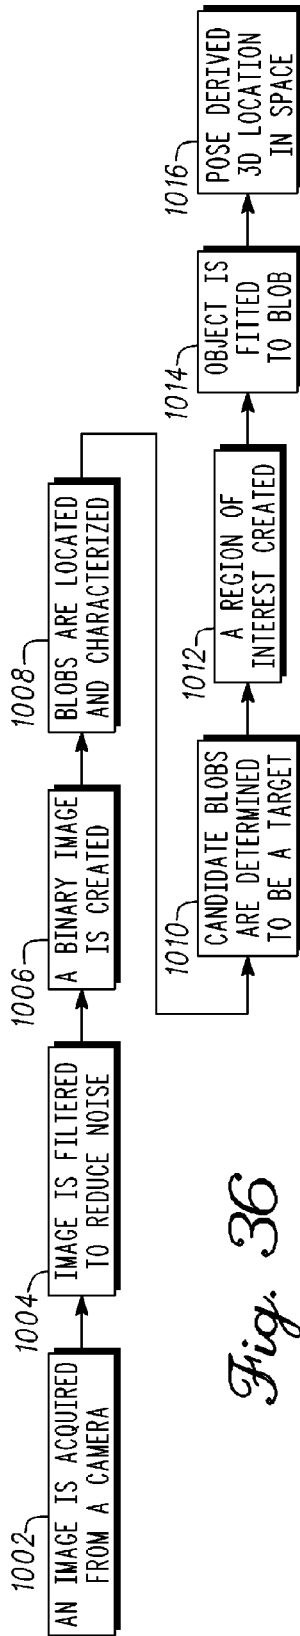 1002
AN IMAGE IS ACQUIRED
FROM A CAMERA
1004
IMAGE IS FILTERED
TO REDUCE NOISE
1006
A BINARY IMAGE
IS CREATED
1008
BLOBS ARE LOCATED
AND CHARACTERIZED
1010
CANDIDATE BLOBS
ARE DETERMINED
TO BE A TARGET
1012
A REGION OF
INTEREST CREATED
1014
OBJECT IS
FITTED
TO BLOB
1016
POSE DERIVED
3D LOCATION
IN SPACE
Fig. 36